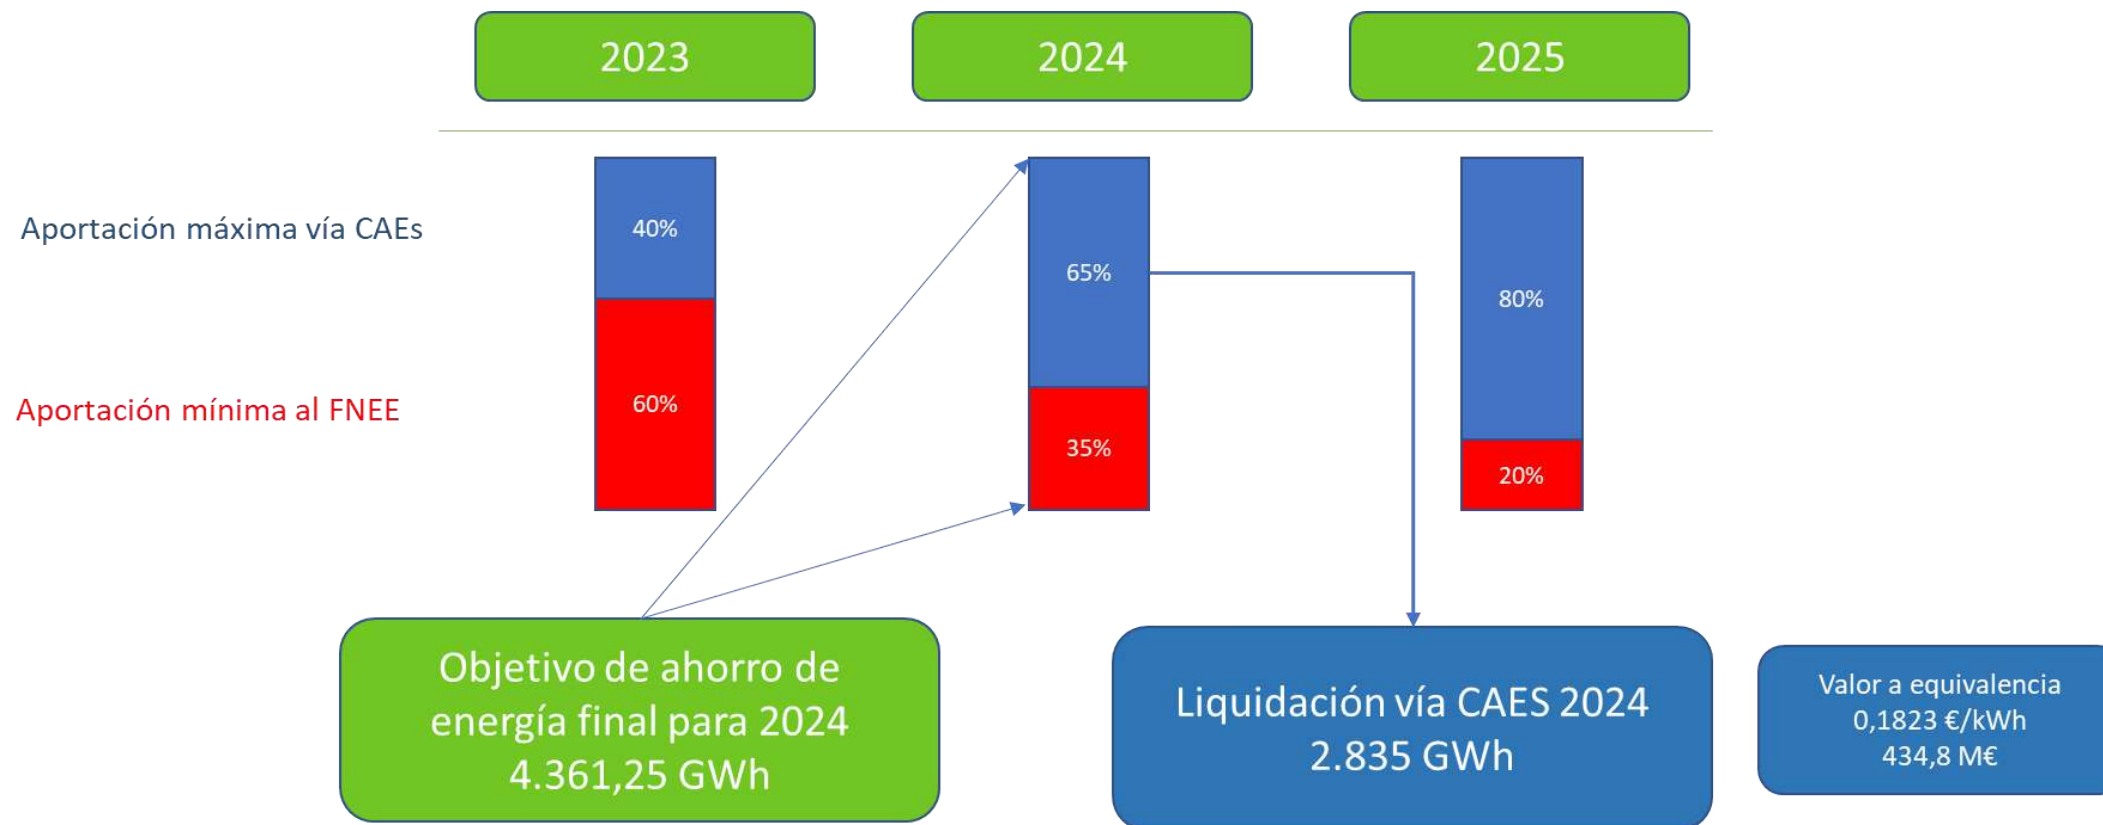 2023
2024
2025
Aportación máxima vía CAEs
40%
65%
80%
Aportación mínima al FNEE
60%
35%
20%
Objetivo de ahorro de
energía final para 2024
4.361,25 GWh
Liquidación vía CAES 2024
2.835 GWh
Valor a equivalencia
0,1823 €/kWh
434,8 M€